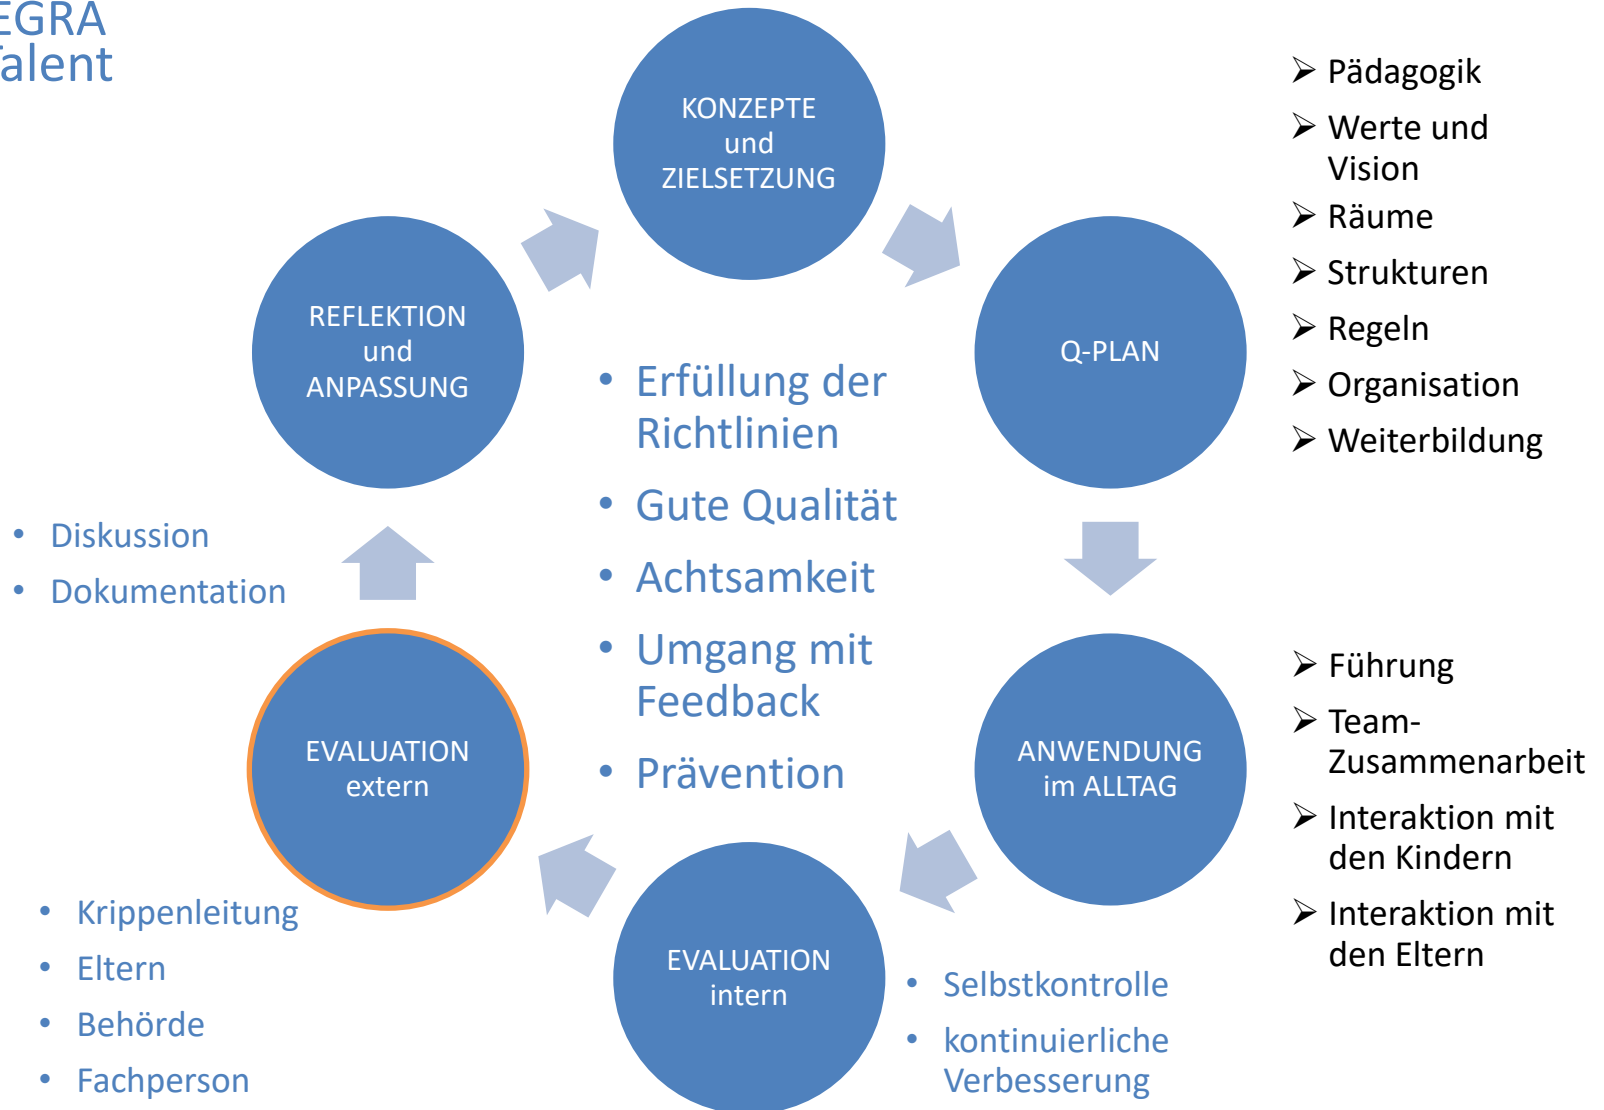 EGRA
Talent
KONZEPTE
und
ZIELSETZUNG
Q-PLAN
ANWENDUNG
im ALLTAG
EVALUATION
intern
EVALUATION
extern
REFLEKTION
und
ANPASSUNG
• Erfüllung der
Richtlinien
• Gute Qualität
• Achtsamkeit
• Umgang mit
Feedback
• Prävention
➢ Pädagogik
➢ Werte und
Vision
➢ Räume
➢ Strukturen
➢ Regeln
➢ Organisation
➢ Weiterbildung
➢ Führung
➢ Team-
Zusammenarbeit
➢ Interaktion mit
den Kindern
➢ Interaktion mit
den Eltern
• Selbstkontrolle
• kontinuierliche
Verbesserung
• Krippenleitung
• Eltern
• Behörde
• Fachperson
• Diskussion
• Dokumentation